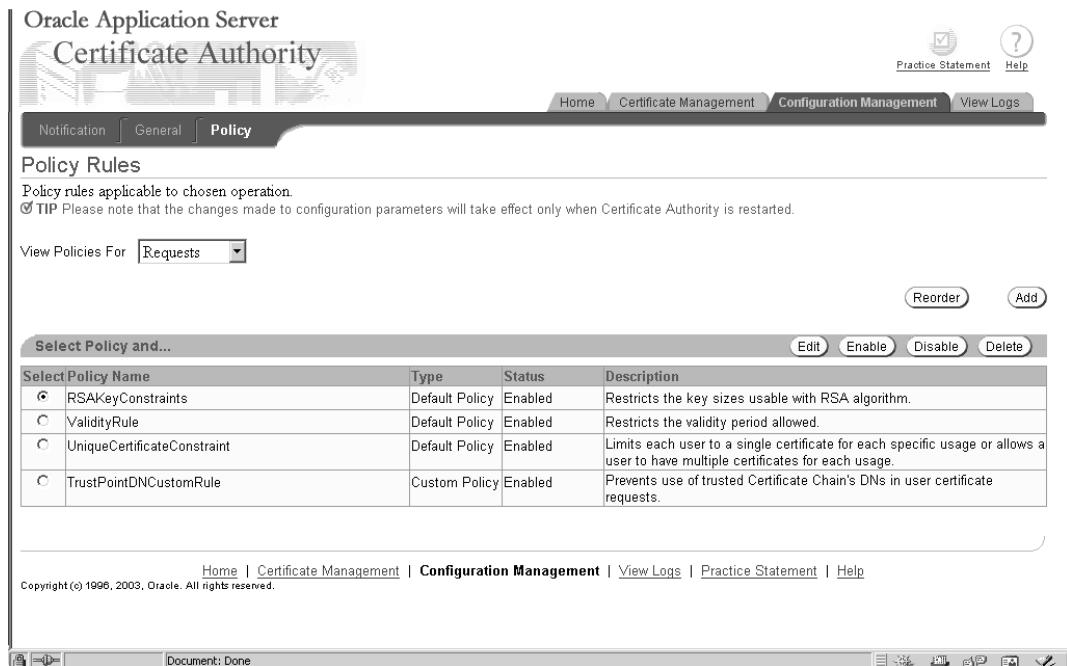 Oracle Application Server
Certificate Authority
Practice Statement Help
Home Certificate Management Configuration Management View Logs
Notification General Policy
Policy Rules
Policy rules applicable to chosen operation.
TIP Please note that the changes made to configuration parameters will take effect only when Certificate Authority is restarted.
View Policies For Requests
Reorder Add
Select Policy and... Edit Enable Disable Delete
Select Policy Name Type Status Description
RSAKeyConstraints Default Policy Enabled Restricts the key sizes usable with RSA algorithm.
ValidityRule Default Policy Enabled Restricts the validity period allowed.
UniqueCertificateConstraint Default Policy Enabled Limits each user to a single certificate for each specific usage or allows a
user to have multiple certificates for each usage.
TrustPointDNCustomRule Custom Policy Enabled Prevents use of trusted Certificate Chain's DNs in user certificate
requests.
Home | Certificate Management | Configuration Management | View Logs | Practice Statement | Help
Copyright (c) 1996, 2003, Oracle. All rights reserved.
Document: Done